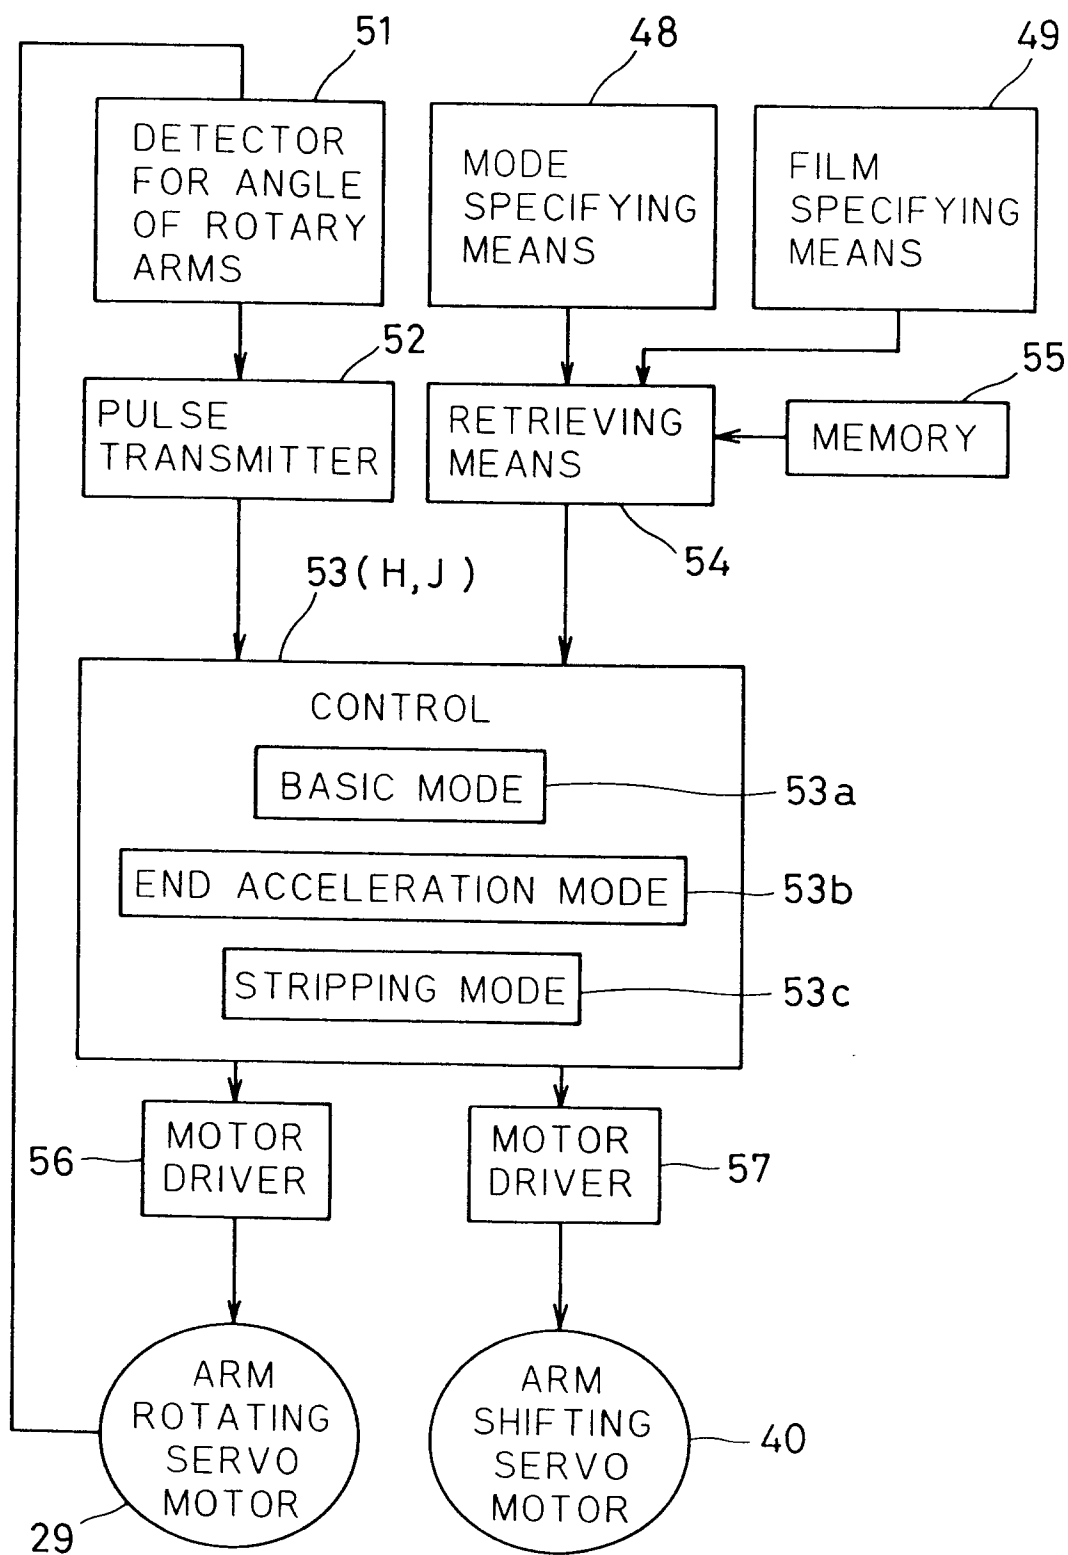 51
48
49
DETECTOR
FOR ANGLE
OF ROTARY
ARMS
MODE
SPECIFYING
MEANS
FILM
SPECIFYING
MEANS
52
55
PULSE
TRANSMITTER
RETRIEVING
MEANS
MEMORY
54
53(H,J)
CONTROL
BASIC MODE
53a
END ACCELERATION MODE
53b
STRIPPING MODE
53c
56
MOTOR
DRIVER
MOTOR
DRIVER
57
ARM
ROTATING
SERVO
MOTOR
29
ARM
SHIFTING
SERVO
MOTOR
40